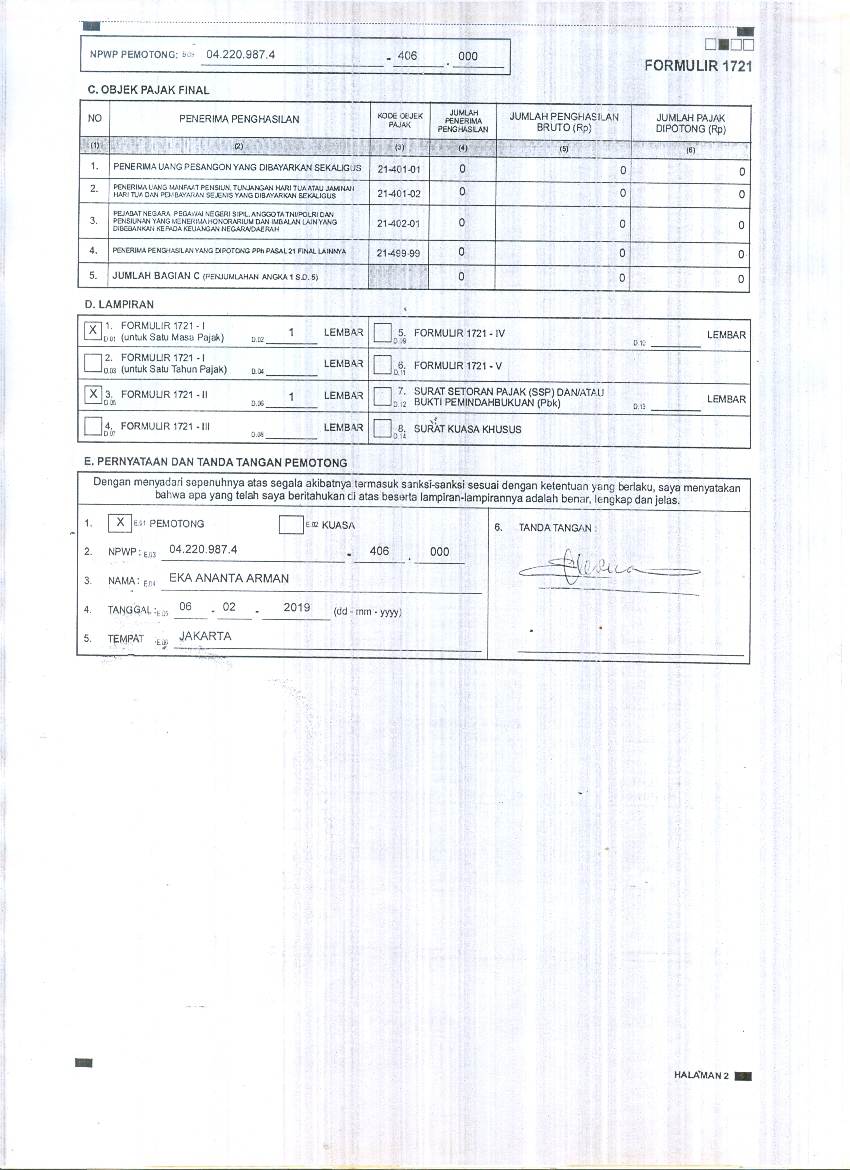 NPWP PEMOTONG: B.01 04.220.987.4 - 406 . 000
FORMULIR 1721
C. OBJEK PAJAK FINAL
NO PENERIMA PENGHASILAN KODE OBJEK PAJAK JUMLAH PENERIMA PENGHASILAN JUMLAH PENGHASILAN BRUTO (Rp) JUMLAH PAJAK DIPOTONG (Rp)
(1) (2) (3) (4) (5) (6)
1. PENERIMA UANG PESANGON YANG DIBAYARKAN SEKALIGUS 21-401-01 0 0 0
2. PENERIMA UANG MANFAAT PENSIUN, TUNJANGAN HARI TUA ATAU JAMINAN
HARI TUA DAN PEMBAYARAN SEJENIS YANG DIBAYARKAN SEKALIGUS 21-401-02 0 0 0
3. PEJABAT NEGARA, PEGAWAI NEGERI SIPIL, ANGGOTA TNI/POLRI DAN
PENSIUNAN YANG MENERIMA HONORARIUM DAN IMBALAN LAIN YANG
DIBEBANKAN KEPADA KEUANGAN NEGARA/DAERAH 21-402-01 0 0 0
4. PENERIMA PENGHASILAN YANG DIPOTONG PPh PASAL 21 FINAL LAINNYA 21-499-99 0 0 0
5. JUMLAH BAGIAN C (PENJUMLAHAN ANGKA 1 S.D. 5) 0 0 0
D. LAMPIRAN
X D.01 1. FORMULIR 1721 - I
(untuk Satu Masa Pajak) D.02 1 LEMBAR
5. D.09 FORMULIR 1721 - IV D.10 LEMBAR
2. D.03 FORMULIR 1721 - I
(untuk Satu Tahun Pajak) D.04 LEMBAR
6. D.11 FORMULIR 1721 - V
X 3. D.05 FORMULIR 1721 - II D.06 1 LEMBAR
7. D.12 SURAT SETORAN PAJAK (SSP) DAN/ATAU
BUKTI PEMINDAHBUKUAN (Pbk) D.13 LEMBAR
4. D.07 FORMULIR 1721 - III D.08 LEMBAR
8. D.14 SURAT KUASA KHUSUS
E. PERNYATAAN DAN TANDA TANGAN PEMOTONG
Dengan menyadari sepenuhnya atas segala akibatnya termasuk sanksi-sanksi sesuai dengan ketentuan yang berlaku, saya menyatakan
bahwa apa yang telah saya beritahukan di atas beserta lampiran-lampirannya adalah benar, lengkap dan jelas.
1. X E.01 PEMOTONG E.02 KUASA
6. TANDA TANGAN :
2. NPWP : E.03 04.220.987.4 - 406 . 000
3. NAMA : E.04 EKA ANANTA ARMAN
4. TANGGAL : E.05 06 - 02 - 2019 (dd - mm - yyyy)
5. TEMPAT E.06 JAKARTA
HALAMAN 2